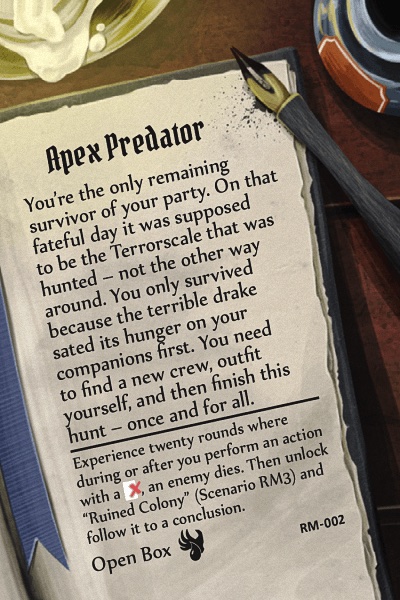 Apex Predator
You're the only remaining
survivor of your party. On that
fateful day it was supposed
to be the Terrorscale that was
hunted – not the other way
around. You only survived
because the terrible drake
sated its hunger on your
companions first. You need
to find a new crew, outfit
yourself, and then finish this
hunt – once and for all.
Experience twenty rounds where
during or after you perform an action
with a , an enemy dies. Then unlock
“Ruined Colony” (Scenario RM3) and
follow it to a conclusion.
Open Box
RM-002